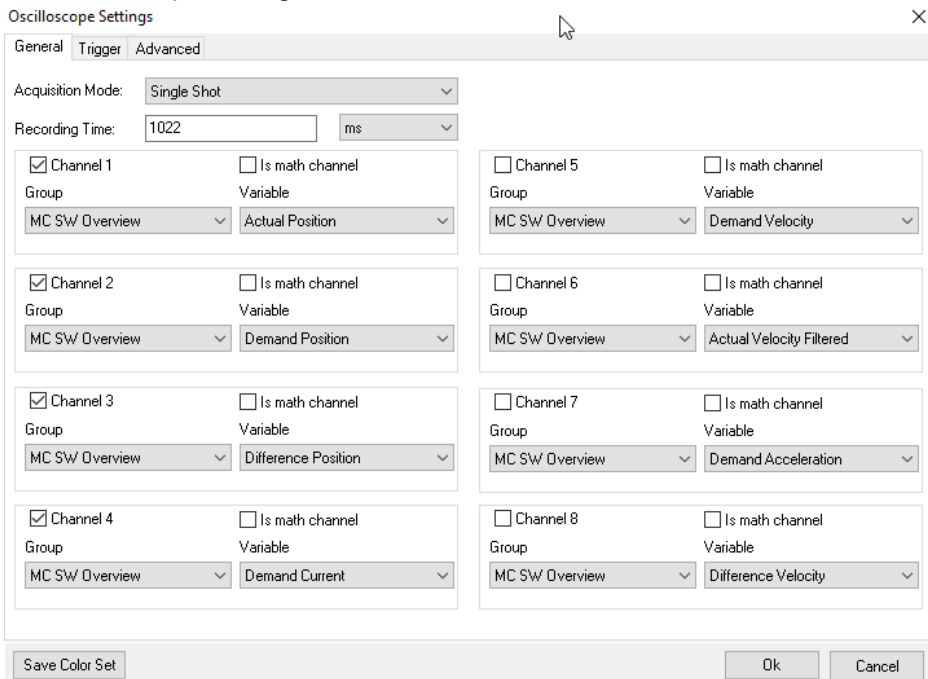 Oscilloscope Settings
General Trigger Advanced
Acquisition Mode: Single Shot
Recording Time: 1022 ms
Channel 1 Is math channel
Group Variable
MC SW Overview Actual Position
Channel 2 Is math channel
Group Variable
MC SW Overview Demand Position
Channel 3 Is math channel
Group Variable
MC SW Overview Difference Position
Channel 4 Is math channel
Group Variable
MC SW Overview Demand Current
Channel 5 Is math channel
Group Variable
MC SW Overview Demand Velocity
Channel 6 Is math channel
Group Variable
MC SW Overview Actual Velocity Filtered
Channel 7 Is math channel
Group Variable
MC SW Overview Demand Acceleration
Channel 8 Is math channel
Group Variable
MC SW Overview Difference Velocity
Save Color Set Ok Cancel